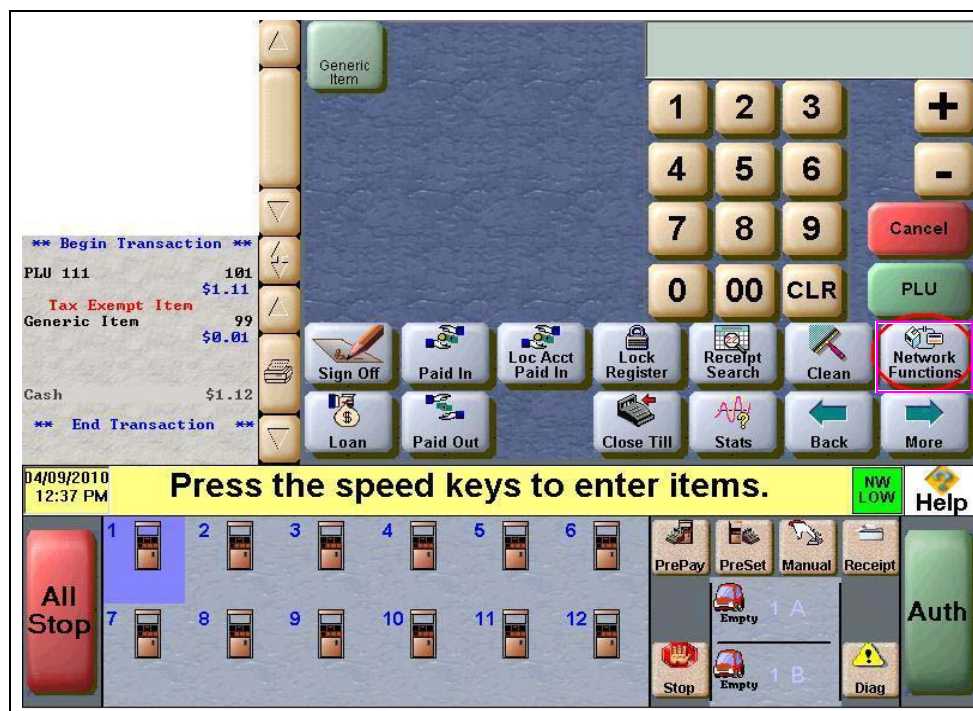 Generic
Item
1
2
3
+
4
5
6
-
7
8
9
Cancel
0
00
CLR
PLU
** Begin Transaction **
PLU 111 101
$1.11
Tax Exempt Item
Generic Item 99
$0.01
Cash $1.12
** End Transaction **
Sign Off
Paid In
Loc Acct
Paid In
Lock
Register
Receipt
Search
Clean
Network
Functions
Loan
Paid Out
Close Till
Stats
Back
More
04/09/2010
12:37 PM
Press the speed keys to enter items.
NW
LOW
Help
All
Stop
1
2
3
4
5
6
7
8
9
10
11
12
PrePay
PreSet
Manual
Receipt
Empty
1 A
Stop
Empty
1 B
Diag
Auth